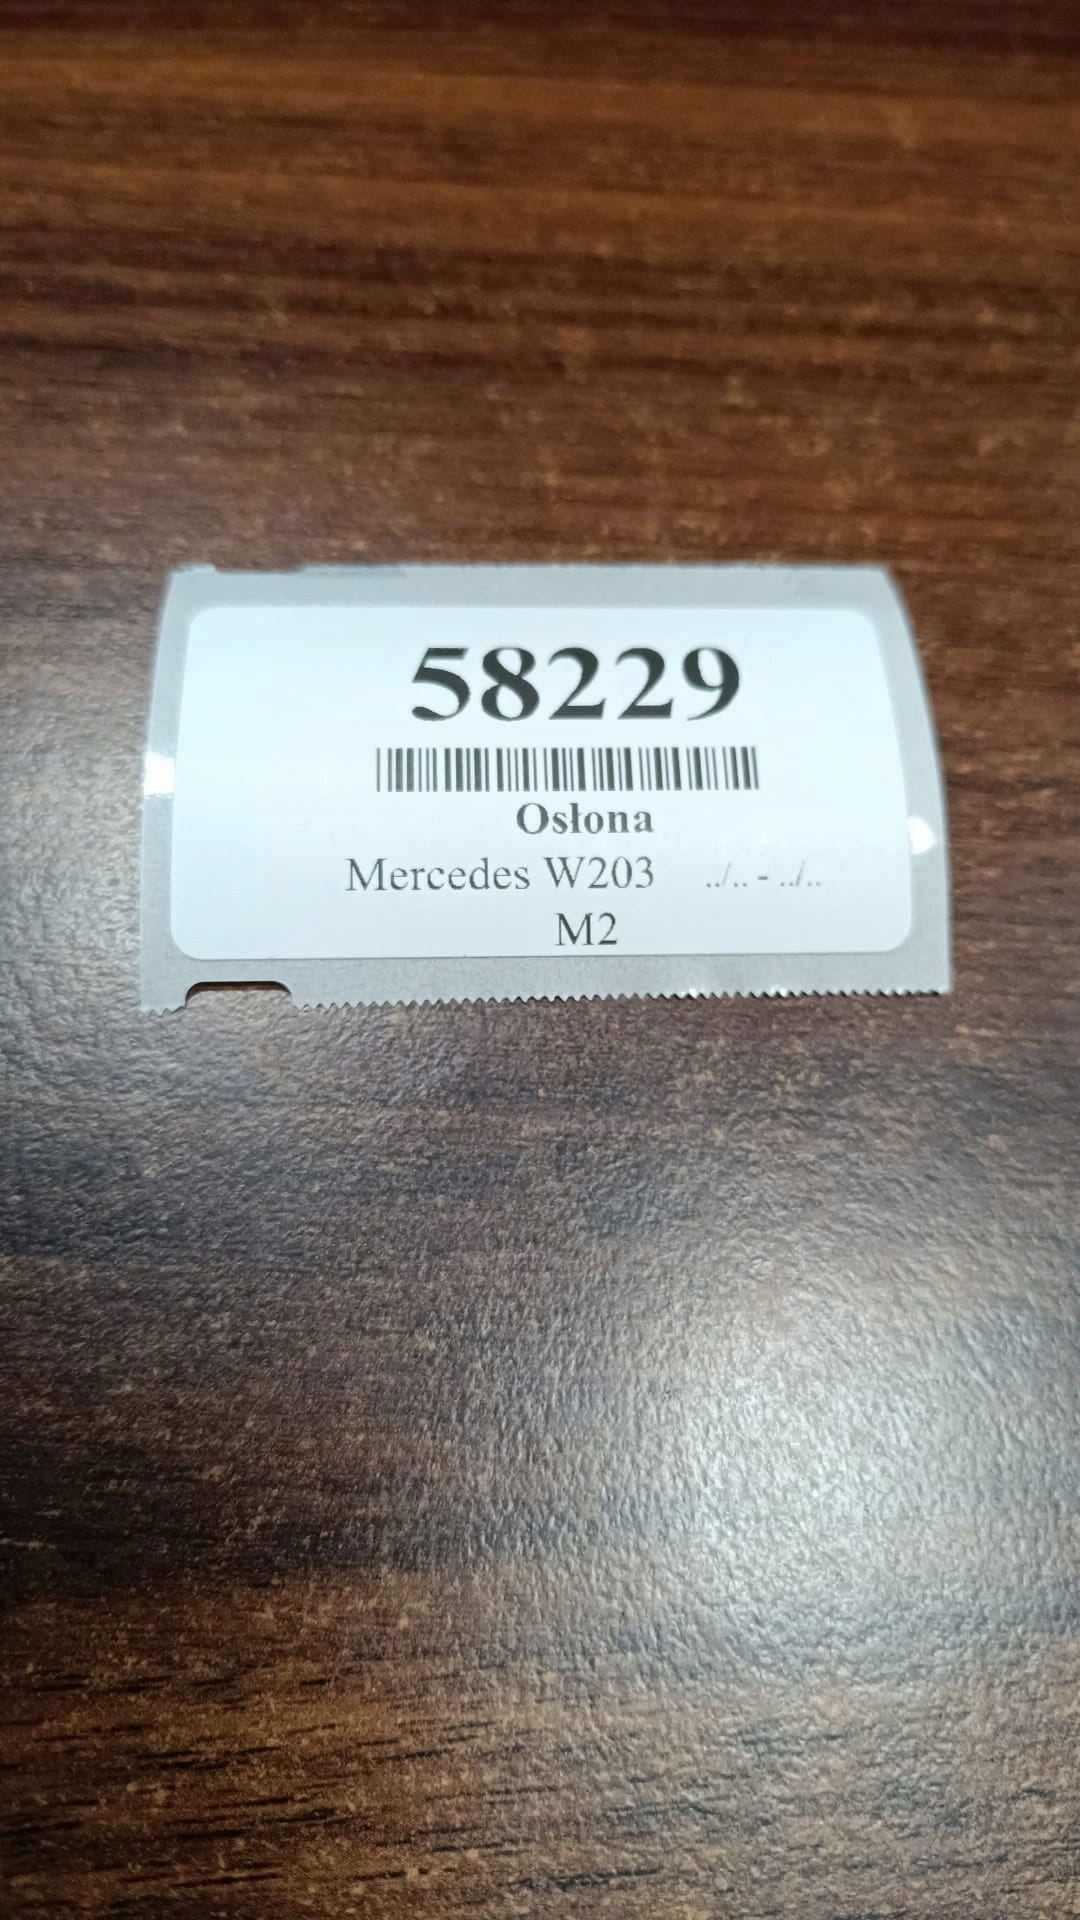 58229
Osłona
Mercedes W203 ../.. - ../..
M2